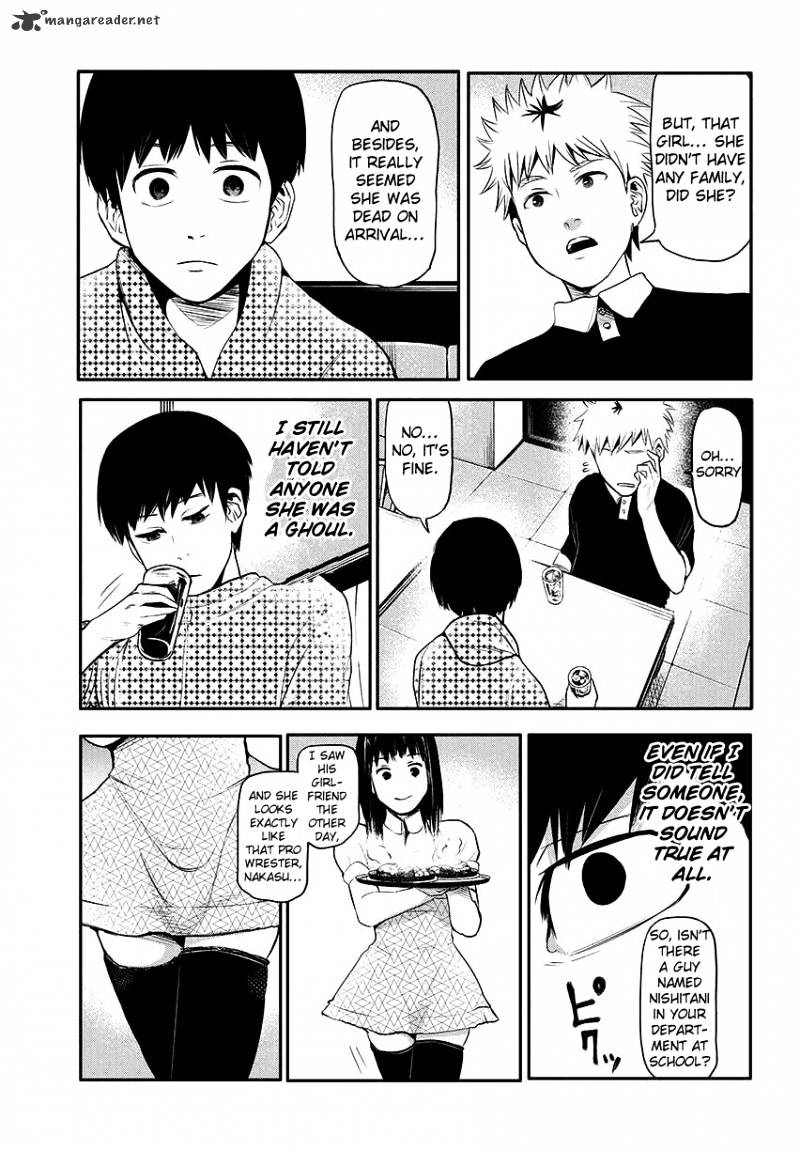 mangareader.net
BUT, THAT
GIRL... SHE
DIDN'T HAVE
ANY FAMILY,
DID SHE?
AND
BESIDES,
IT REALLY
SEEMED
SHE WAS
DEAD ON
ARRIVAL...
OH...
SORRY
NO...
NO, IT'S
FINE.
I STILL
HAVEN'T
TOLD
ANYONE
SHE WAS
A GHOUL.
EVEN IF I
DID TELL
SOMEONE,
IT DOESN'T
SOUND
TRUE AT
ALL.
SO, ISN'T
THERE
A GUY
NAMED
NISHITANI
IN YOUR
DEPART-
MENT AT
SCHOOL?
ピクッ
I SAW
HIS
GIRL-
FRIEND
THE
OTHER
DAY,
AND SHE
LOOKS
EXACTLY
LIKE
THAT PRO
WRESTER,
NAKASU...